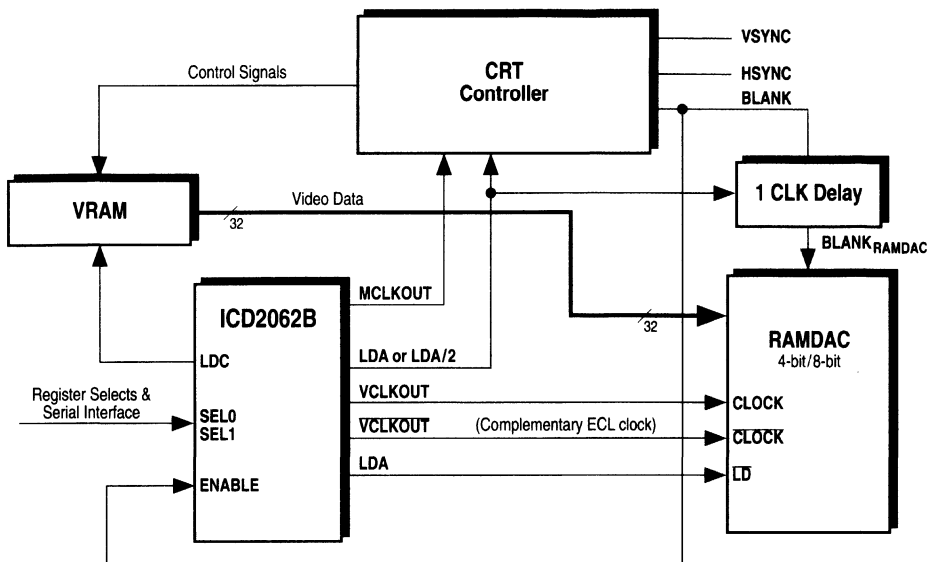 VSYNC
CRT
Controller
HSYNC
Control Signals
BLANK
VRAM
Video Data
32
1 CLK Delay
BLANK RAMDAC
MCLKOUT
ICD2062B
32
RAMDAC
4-bit/8-bit
LDC
LDA or LDA/2
Register Selects &
Serial Interface
VCLKOUT
CLOCK
SEL0
SEL1
VCLKOUT
(Complementary ECL clock)
CLOCK
LDA
LD
ENABLE